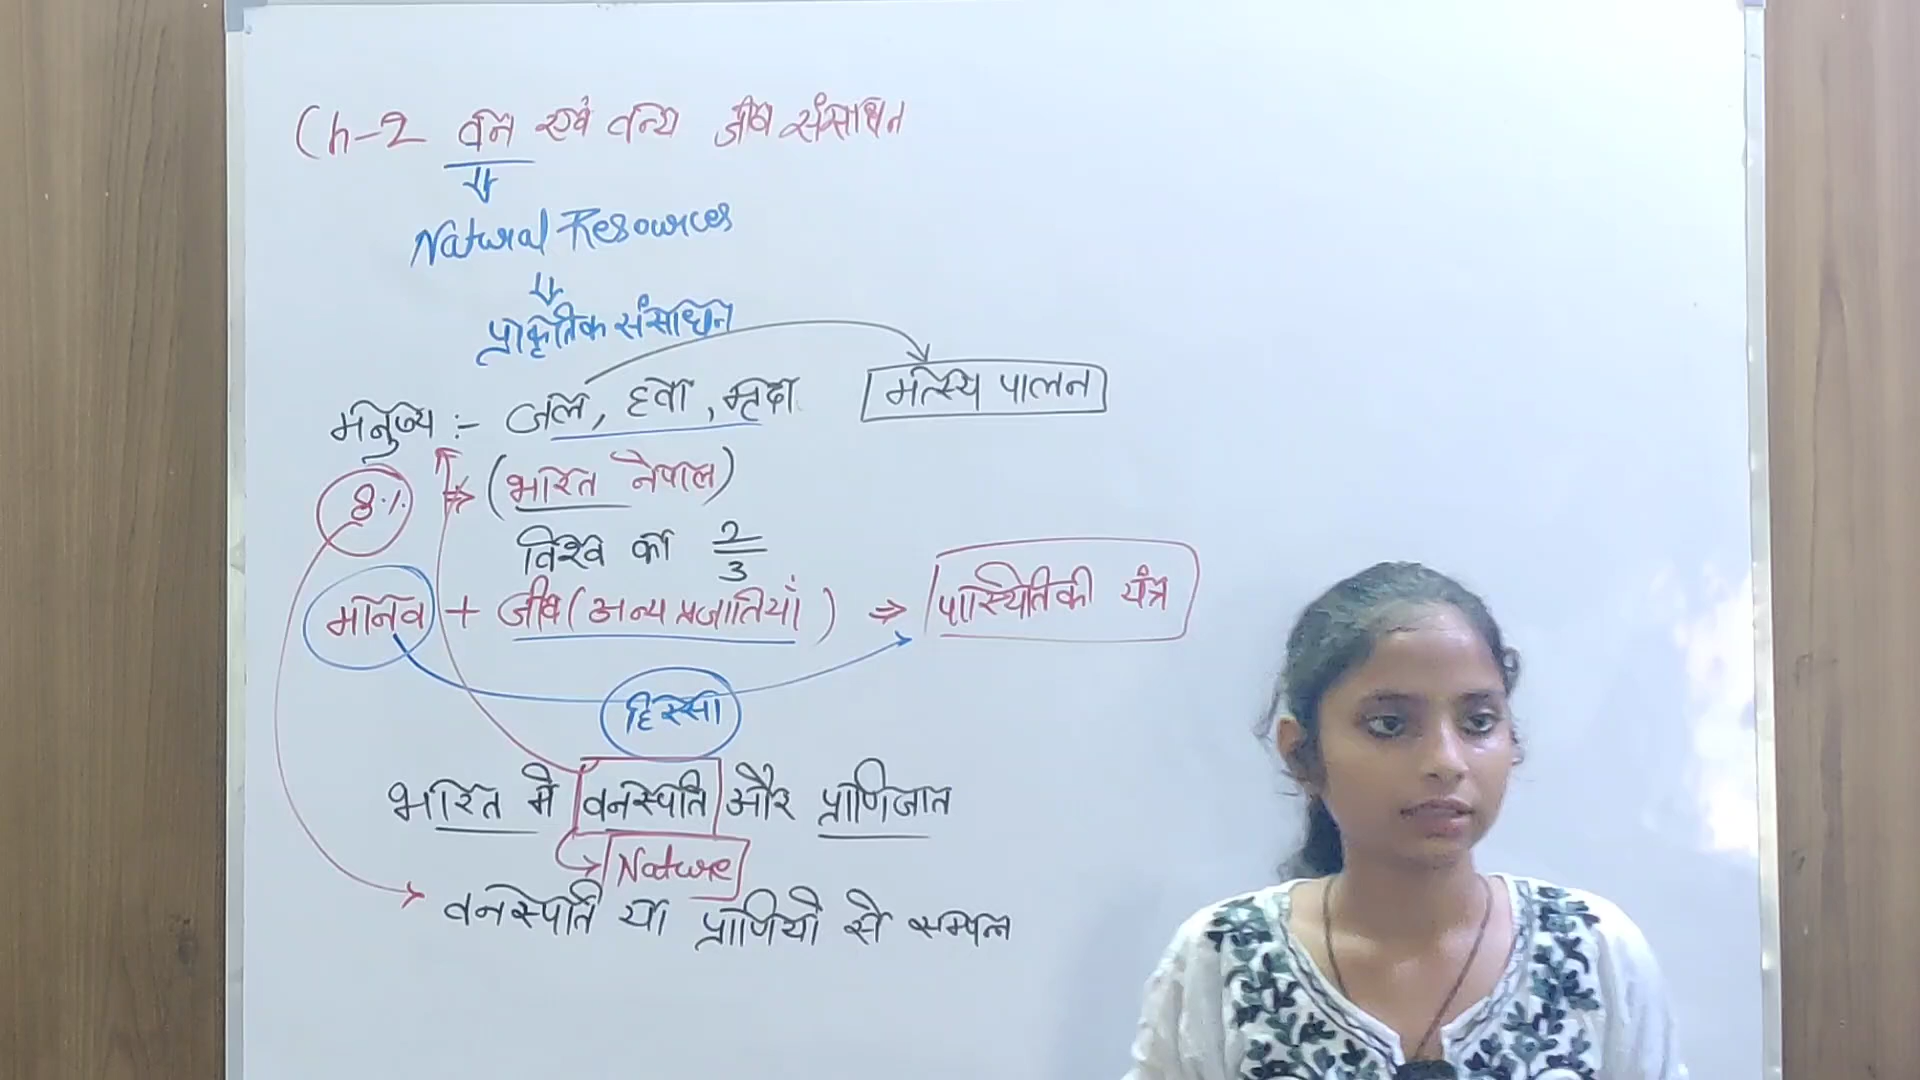 Ch-2 वन एवं वन्य जीव संसाधन
Natural Resources
प्राकृतिक संसाधन
मनुष्य :- जल, हवा, मृदा मत्स्य पालन
8% (भारत नेपाल)
विश्व का 2/3
मानव + जीव (अन्य प्रजातियाँ) ⇒ पारिस्थितिकी यंत्र
हिस्सा
भारत में वनस्पति और प्राणिजात
Nature
वनस्पति या प्राणियों से सम्पन्न